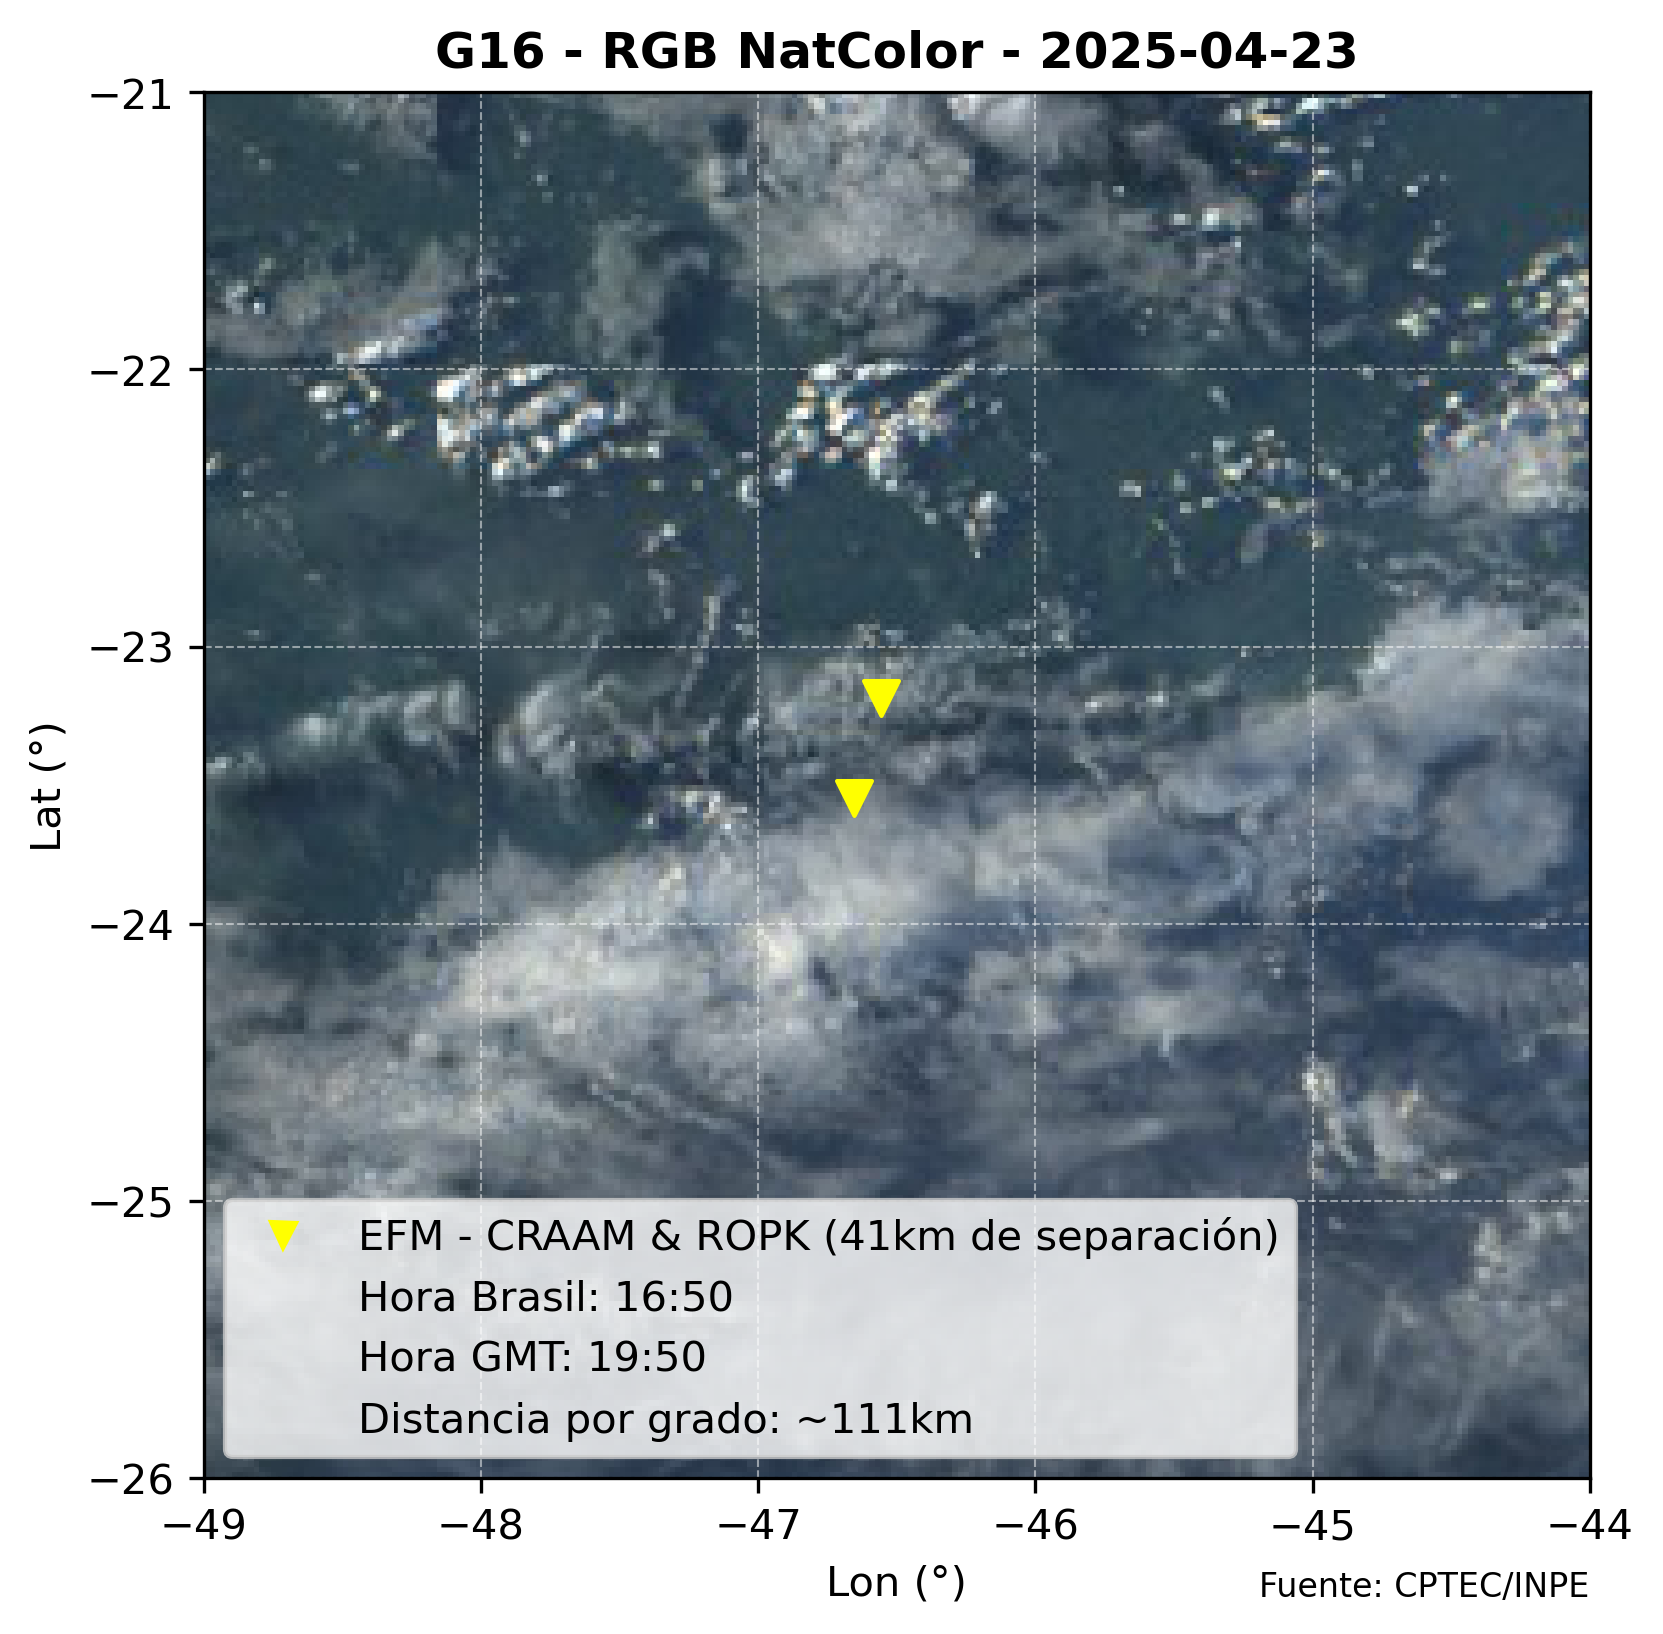 G16 - RGB NatColor - 2025-04-23
−21
−22
−23
−24
−25
−26
Lat (°)
EFM - CRAAM & ROPK (41km de separación)
Hora Brasil: 16:50
Hora GMT: 19:50
Distancia por grado: ~111km
−49 −48 −47 −46 −45 −44
Lon (°)
Fuente: CPTEC/INPE